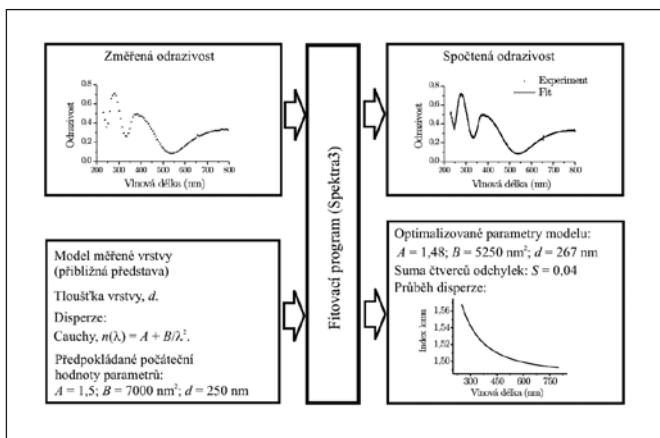 Změřená odrazivost
Odrazivost
0.8
0.6
0.4
0.2
0.0
200 300 400 500 600 700 800
Vlnová délka (nm)
Model měřené vrstvy
(přibližná představa)
Tloušťka vrstvy, d.
Disperze:
Cauchy, n(λ) = A + B/λ².
Předpokládané počáteční
hodnoty parametrů:
A = 1,5; B = 7000 nm²; d = 250 nm
Fitovací program (Spektra3)
Spočtená odrazivost
Experiment
Fit
Odrazivost
0.8
0.6
0.4
0.2
0.0
200 300 400 500 600 700 800
Vlnová délka (nm)
Optimalizované parametry modelu:
A = 1,48; B = 5250 nm²; d = 267 nm
Suma čtverců odchylek: S = 0,04
Průběh disperze:
Index lomu
1,56
1,54
1,52
1,50
300 450 600 750
Vlnová délka (nm)